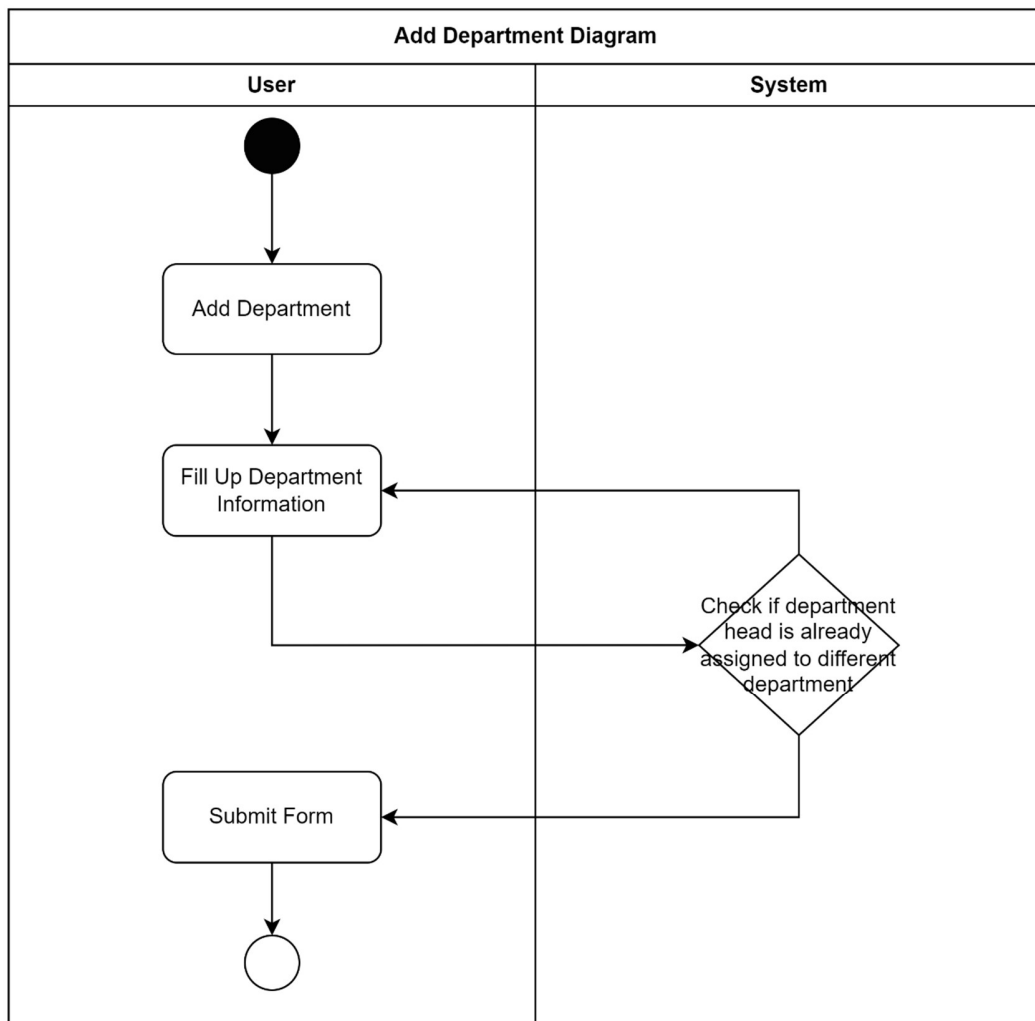 Add Department Diagram
User
System
Add Department
Fill Up Department
Information
Check if department
head is already
assigned to different
department
Submit Form